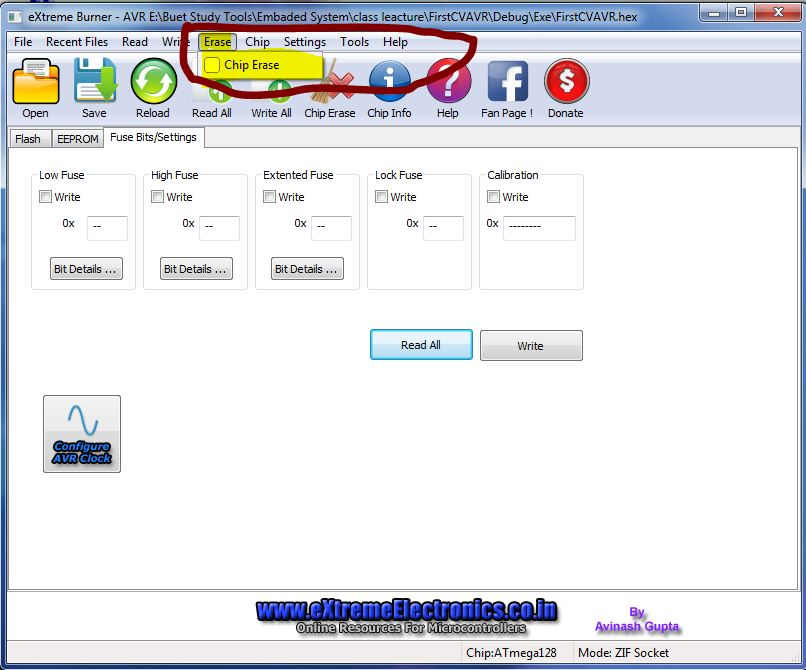 eXtreme Burner - AVR E:\Buet Study Tools\Embaded System\class leacture\FirstCVAVR\Debug\Exe\FirstCVAVR.hex
File Recent Files Read Write Erase Chip Settings Tools Help
Chip Erase
Open Save Reload Read All Write All Chip Erase Chip Info Help Fan Page ! Donate
Flash EEPROM Fuse Bits/Settings
Low Fuse High Fuse Extented Fuse Lock Fuse Calibration
Write Write Write Write Write
0x -- 0x -- 0x -- 0x -- 0x --------
Bit Details ... Bit Details ... Bit Details ...
Read All Write
Configure
AVR Clock
www.eXtremeElectronics.co.in
Online Resources For Microcontrollers
By
Avinash Gupta
Chip:ATmega128 Mode: ZIF Socket